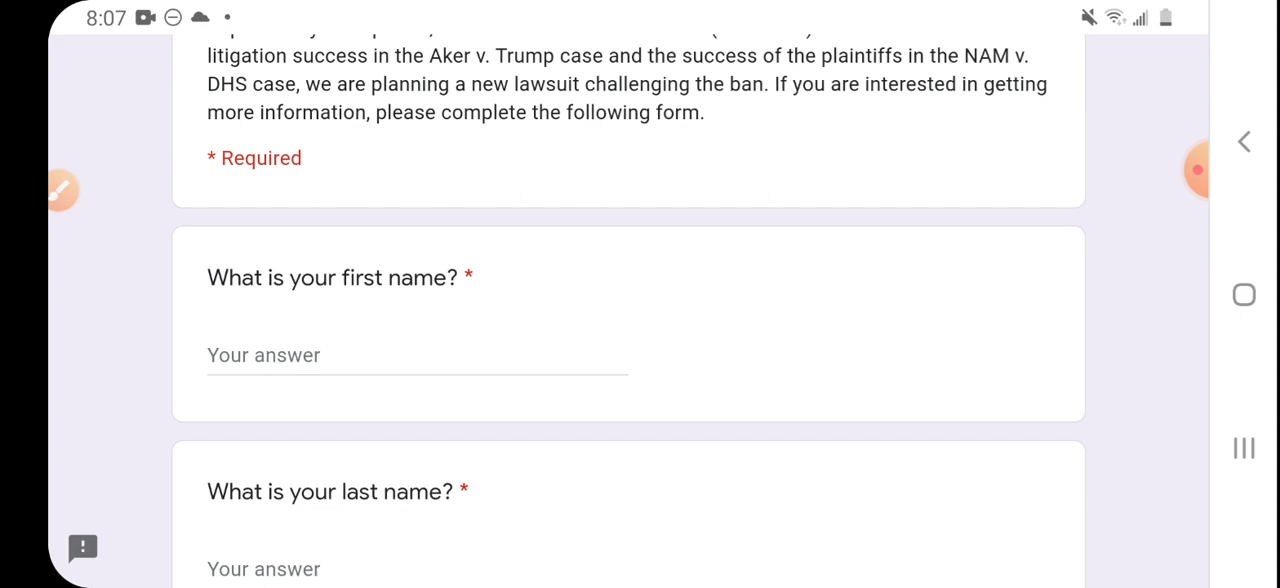 8:07
litigation success in the Aker v. Trump case and the success of the plaintiffs in the NAM v.
DHS case, we are planning a new lawsuit challenging the ban. If you are interested in getting
more information, please complete the following form.
* Required
What is your first name? *
Your answer
What is your last name? *
Your answer